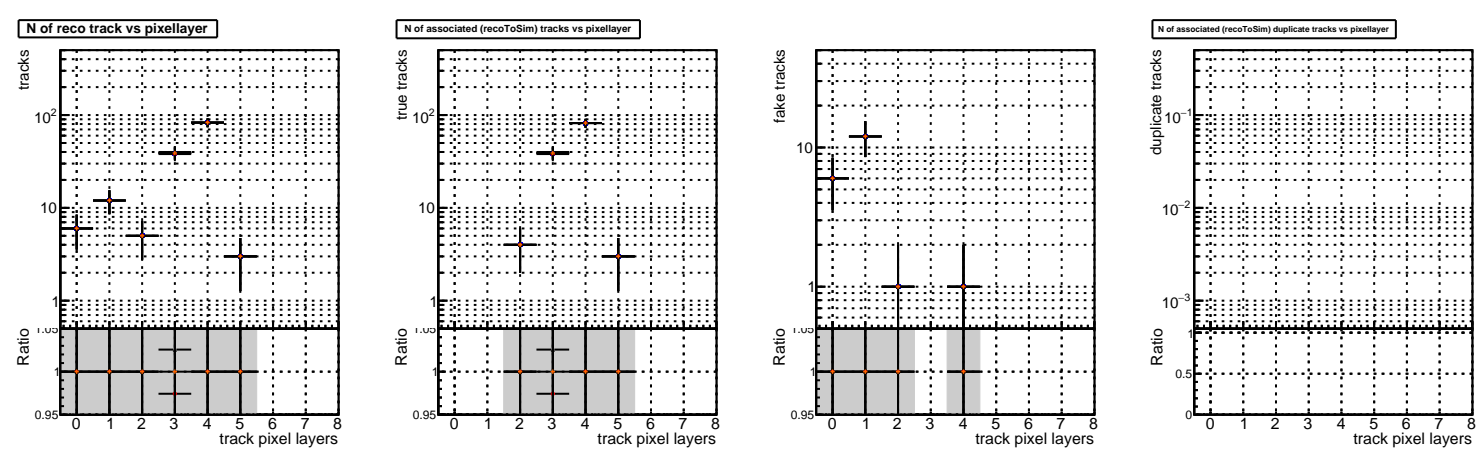 N of reco track vs pixellayer
tracks
10²
10
1
Ratio
1.05
1
0.95
0 1 2 3 4 5 6 7 8
track pixel layers
N of associated (recoToSim) tracks vs pixellayer
true tracks
10²
10
1
Ratio
1.05
1
0.95
0 1 2 3 4 5 6 7 8
track pixel layers
fake tracks
10
1
Ratio
1.05
1
0.95
0 1 2 3 4 5 6 7 8
track pixel layers
N of associated (recoToSim) duplicate tracks vs pixellayer
duplicate tracks
10⁻¹
10⁻²
10⁻³
Ratio
1
0.5
0
0 1 2 3 4 5 6 7 8
track pixel layers